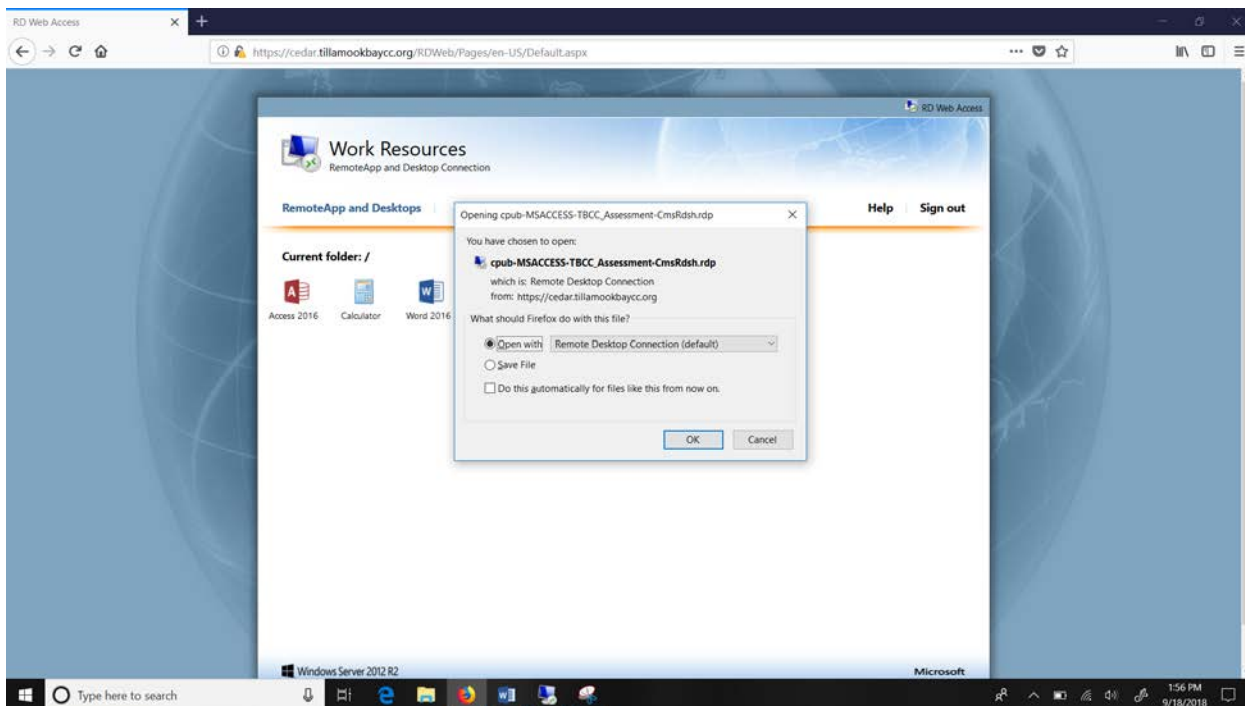 RD Web Access
https://cedar.tillamookbaycc.org/RDWeb/Pages/en-US/Default.aspx
RD Web Access
Work Resources
RemoteApp and Desktop Connection
RemoteApp and Desktops
Help
Sign out
Current folder: /
Access 2016
Calculator
Word 2016
Opening cpub-MSACCESS-TBCC_Assessment-CmsRdsh.rdp
You have chosen to open:
cpub-MSACCESS-TBCC_Assessment-CmsRdsh.rdp
which is: Remote Desktop Connection
from: https://cedar.tillamookbaycc.org
What should Firefox do with this file?
Open with
Remote Desktop Connection (default)
Save File
Do this automatically for files like this from now on.
OK
Cancel
Windows Server 2012 R2
Microsoft
Type here to search
1:56 PM
9/18/2018